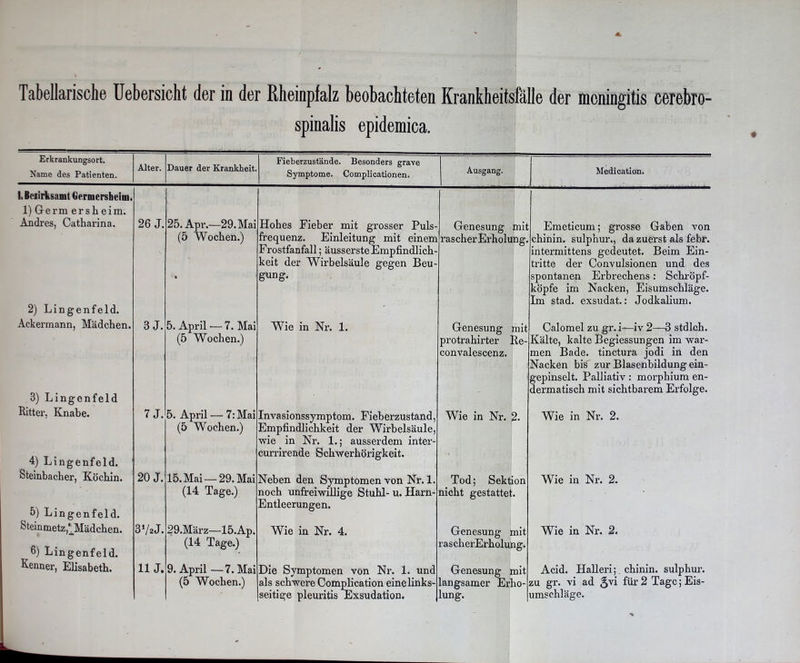 Tabellarische Uebersicht der in der Rheinpfalz beobachteten Krankheitsfälle der meningitis cerebro-
spinalis epidemica.
Erkrankungsort.
Name des Patienten.
Alter.
Dauer der Krankheit.
Fieberzustände. Besonders grave
Symptome. Complicationen.
Ausgang.
Medication.
I. Bezirksamt Germersheim.
1) Germersheim.
Andres, Catharina.
26 J.
25. Apr.—29. Mai
(5 Wochen.)
Hohes Fieber mit grosser Puls-
frequenz. Einleitung mit einem
Frostfanfall; äusserste Empfindlich-
keit der Wirbelsäule gegen Beu-
gung.
Genesung mit
rascher Erholung.
Emeticum; grosse Gaben von
chinin. sulphur., da zuerst als febr.
intermittens gedeutet. Beim Ein-
tritte der Convulsionen und des
spontanen Erbrechens: Schröpf-
köpfe im Nacken, Eisumschläge.
Im stad. exsudat.: Jodkalium.
2) Lingenfeld.
Ackermann, Mädchen.
3 J.
5. April — 7. Mai
(5 Wochen.)
Wie in Nr. 1.
Genesung mit
protrahirter Re-
convalescenz.
Calomel zu gr. i—iv 2—3 stdlch.
Kälte, kalte Begiessungen im war-
men Bade. tinctura jodi in den
Nacken bis zur Blasenbildung ein-
gepinselt. Palliativ: morphium en-
dermatisch mit sichtbarem Erfolge.
3) Lingenfeld
Ritter, Knabe.
7 J.
5. April — 7. Mai
(5 Wochen.)
Invasionssymptom. Fieberzustand,
Empfindlichkeit der Wirbelsäule,
wie in Nr. 1.; ausserdem inter-
currirende Schwerhörigkeit.
Wie in Nr. 2.
Wie in Nr. 2.
4) Lingenfeld.
Steinbacher, Köchin.
20 J.
15. Mai — 29. Mai
(14 Tage.)
Neben den Symptomen von Nr. 1.
noch unfreiwillige Stuhl- u. Harn-
Entleerungen.
Tod; Sektion
nicht gestattet.
Wie in Nr. 2.
5) Lingenfeld.
Steinmetz, Mädchen.
3½ J.
29. März—15. Ap.
(14 Tage.)
Wie in Nr. 4.
Genesung mit
rascher Erholung.
Wie in Nr. 2.
6) Lingenfeld.
Kenner, Elisabeth.
11 J.
9. April — 7. Mai
(5 Wochen.)
Die Symptomen von Nr. 1. und
als schwere Complication eine links-
seitige pleuritis Exsudation.
Genesung mit
langsamer Erho-
lung.
Acid. Halleri; chinin. sulphur.
zu gr. vi ad ℥vi für 2 Tage; Eis-
umschläge.